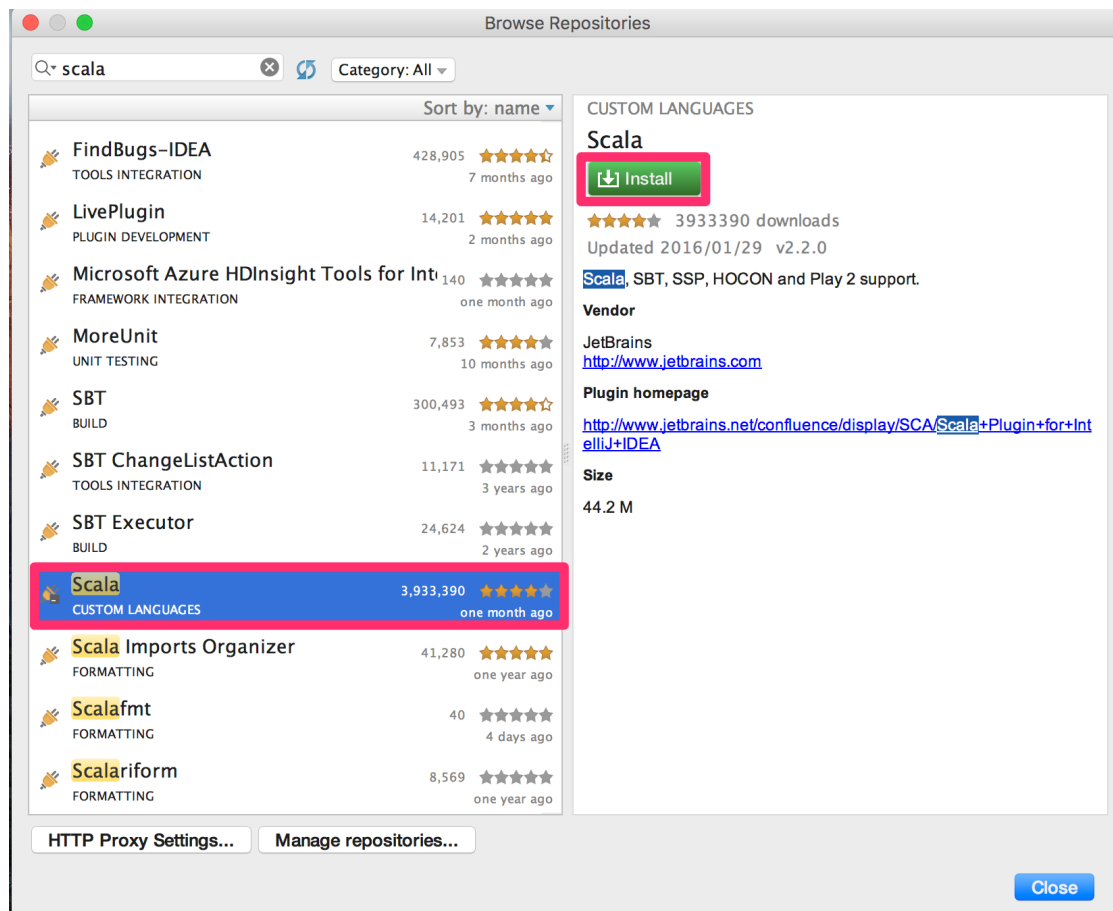 Browse Repositories
scala
Category: All
Sort by: name
FindBugs-IDEA
428,905
TOOLS INTEGRATION
7 months ago
LivePlugin
14,201
PLUGIN DEVELOPMENT
2 months ago
Microsoft Azure HDInsight Tools for Int
140
FRAMEWORK INTEGRATION
one month ago
MoreUnit
7,853
UNIT TESTING
10 months ago
SBT
300,493
BUILD
3 months ago
SBT ChangeListAction
11,171
TOOLS INTEGRATION
3 years ago
SBT Executor
24,624
BUILD
2 years ago
Scala
3,933,390
CUSTOM LANGUAGES
one month ago
Scala Imports Organizer
41,280
FORMATTING
one year ago
Scalafmt
40
FORMATTING
4 days ago
Scalariform
8,569
FORMATTING
one year ago
CUSTOM LANGUAGES
Scala
Install
3933390 downloads
Updated 2016/01/29 v2.2.0
Scala, SBT, SSP, HOCON and Play 2 support.
Vendor
JetBrains
http://www.jetbrains.com
Plugin homepage
http://www.jetbrains.net/confluence/display/SCA/Scala+Plugin+for+Int
elliJ+IDEA
Size
44.2 M
HTTP Proxy Settings...
Manage repositories...
Close